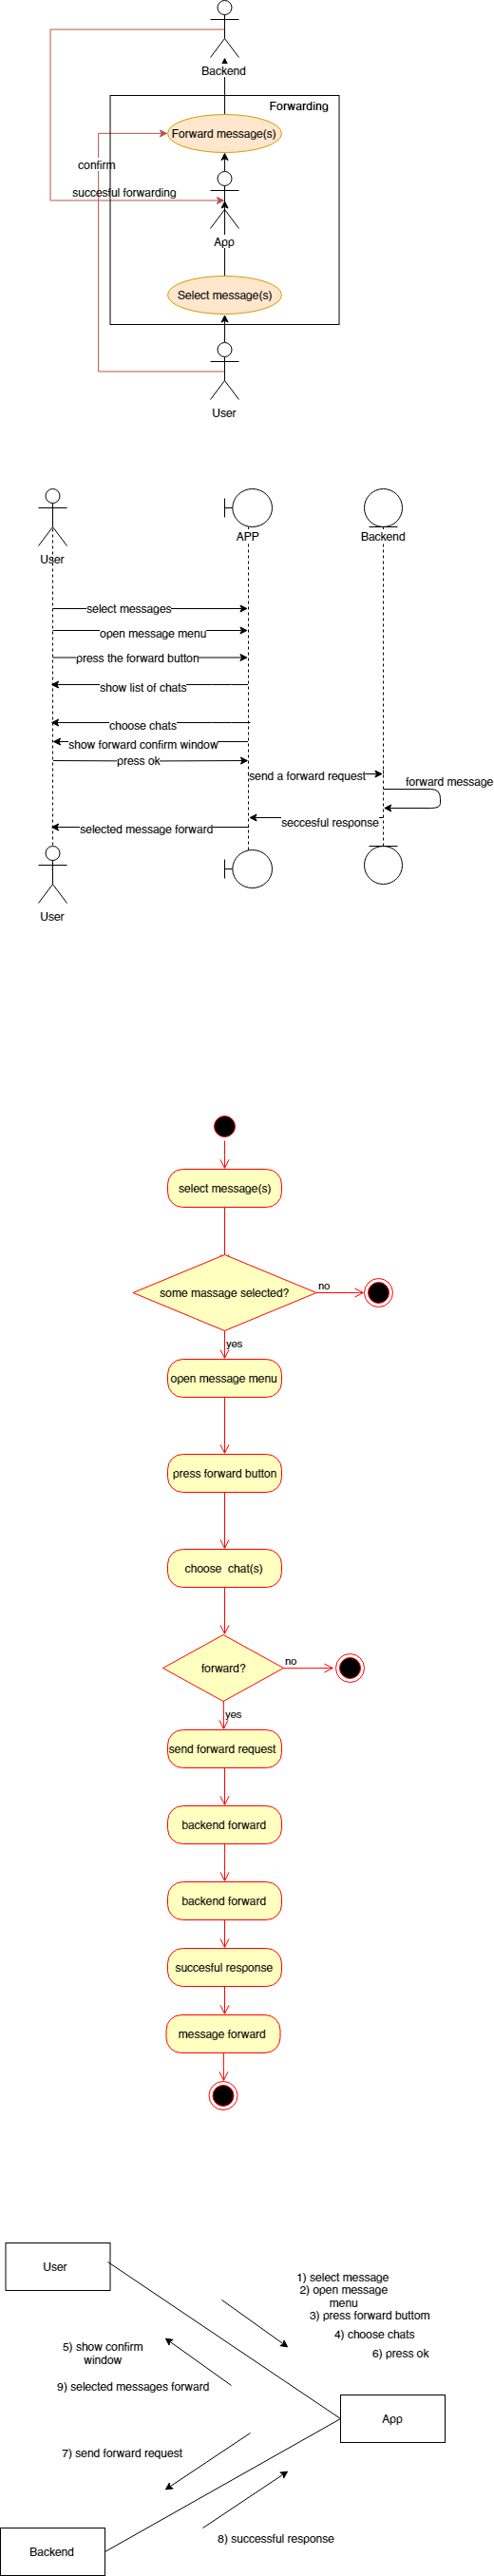 Backend
Forwarding
Forward message(s)
confirm
succesful forwarding
App
Select message(s)
User
APP
Backend
User
select messages
open message menu
press the forward button
show list of chats
choose chats
show forward confirm window
press ok
send a forward request
forward message
seccesful response
selected message forward
User
select message(s)
some massage selected?
no
yes
open message menu
press forward button
choose chat(s)
forward?
no
yes
send forward request
backend forward
backend forward
succesful response
message forward
User
1) select message
2) open message
menu
3) press forward buttom
4) choose chats
5) show confirm
window
6) press ok
9) selected messages forward
App
7) send forward request
8) successful response
Backend